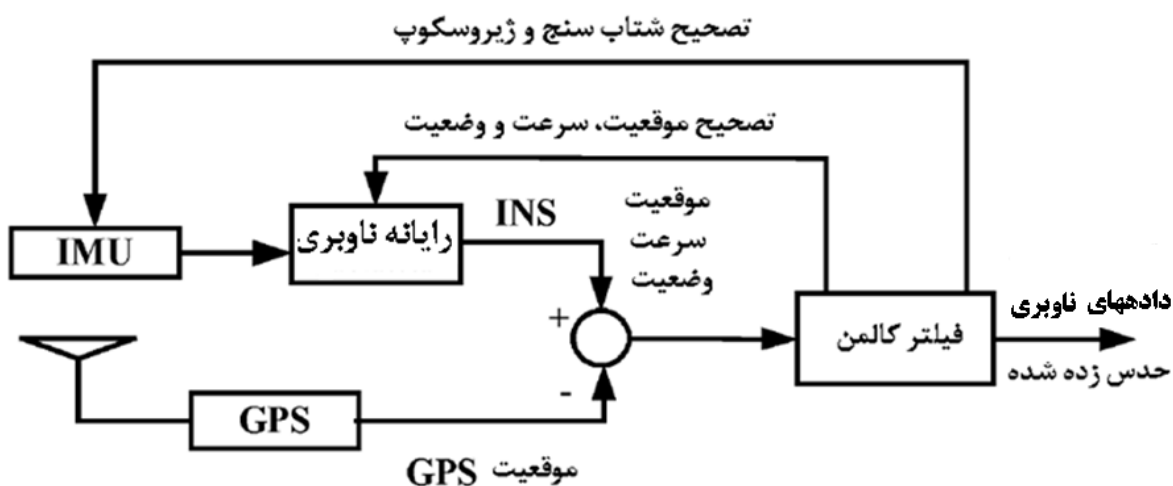 تصحیح شتاب سنج و ژیروسکوپ
تصحیح موقعیت، سرعت و وضعیت
IMU
رایانه ناوبری
INS
موقعیت
سرعت
وضعیت
+
-
GPS
موقعیت GPS
فیلتر کالمن
دادههای ناوبری
حدس زده شده